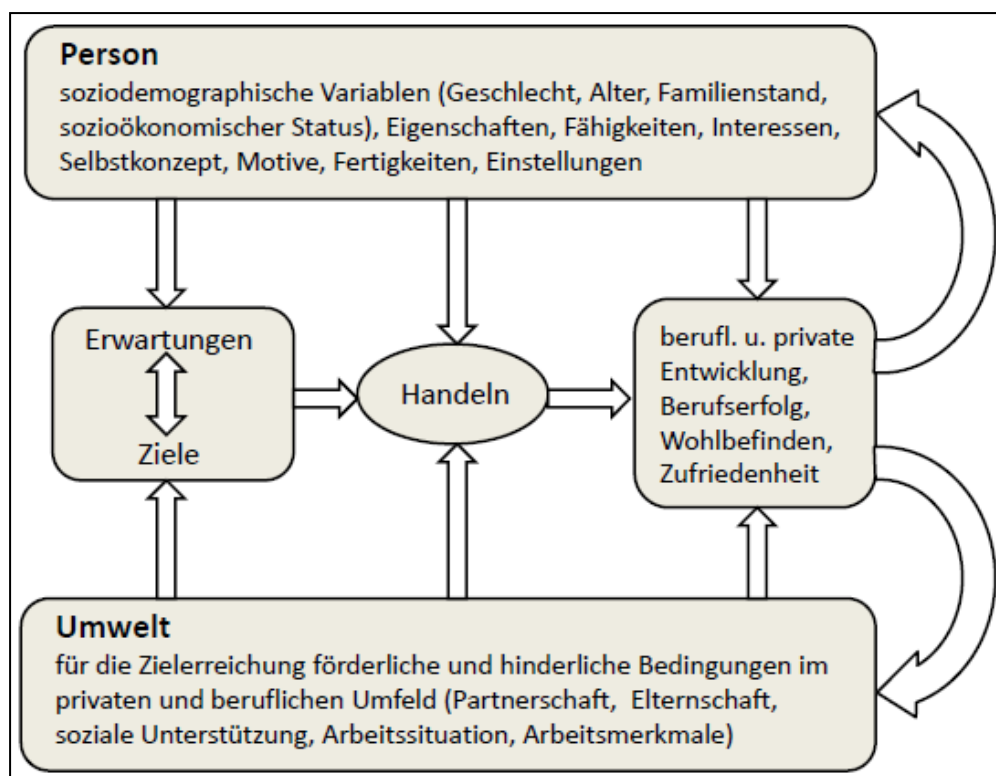 Person
soziodemographische Variablen (Geschlecht, Alter, Familienstand,
sozioökonomischer Status), Eigenschaften, Fähigkeiten, Interessen,
Selbstkonzept, Motive, Fertigkeiten, Einstellungen
Erwartungen
Ziele
Handeln
berufl. u. private
Entwicklung,
Berufserfolg,
Wohlbefinden,
Zufriedenheit
Umwelt
für die Zielerreichung förderliche und hinderliche Bedingungen im
privaten und beruflichen Umfeld (Partnerschaft, Elternschaft,
soziale Unterstützung, Arbeitssituation, Arbeitsmerkmale)